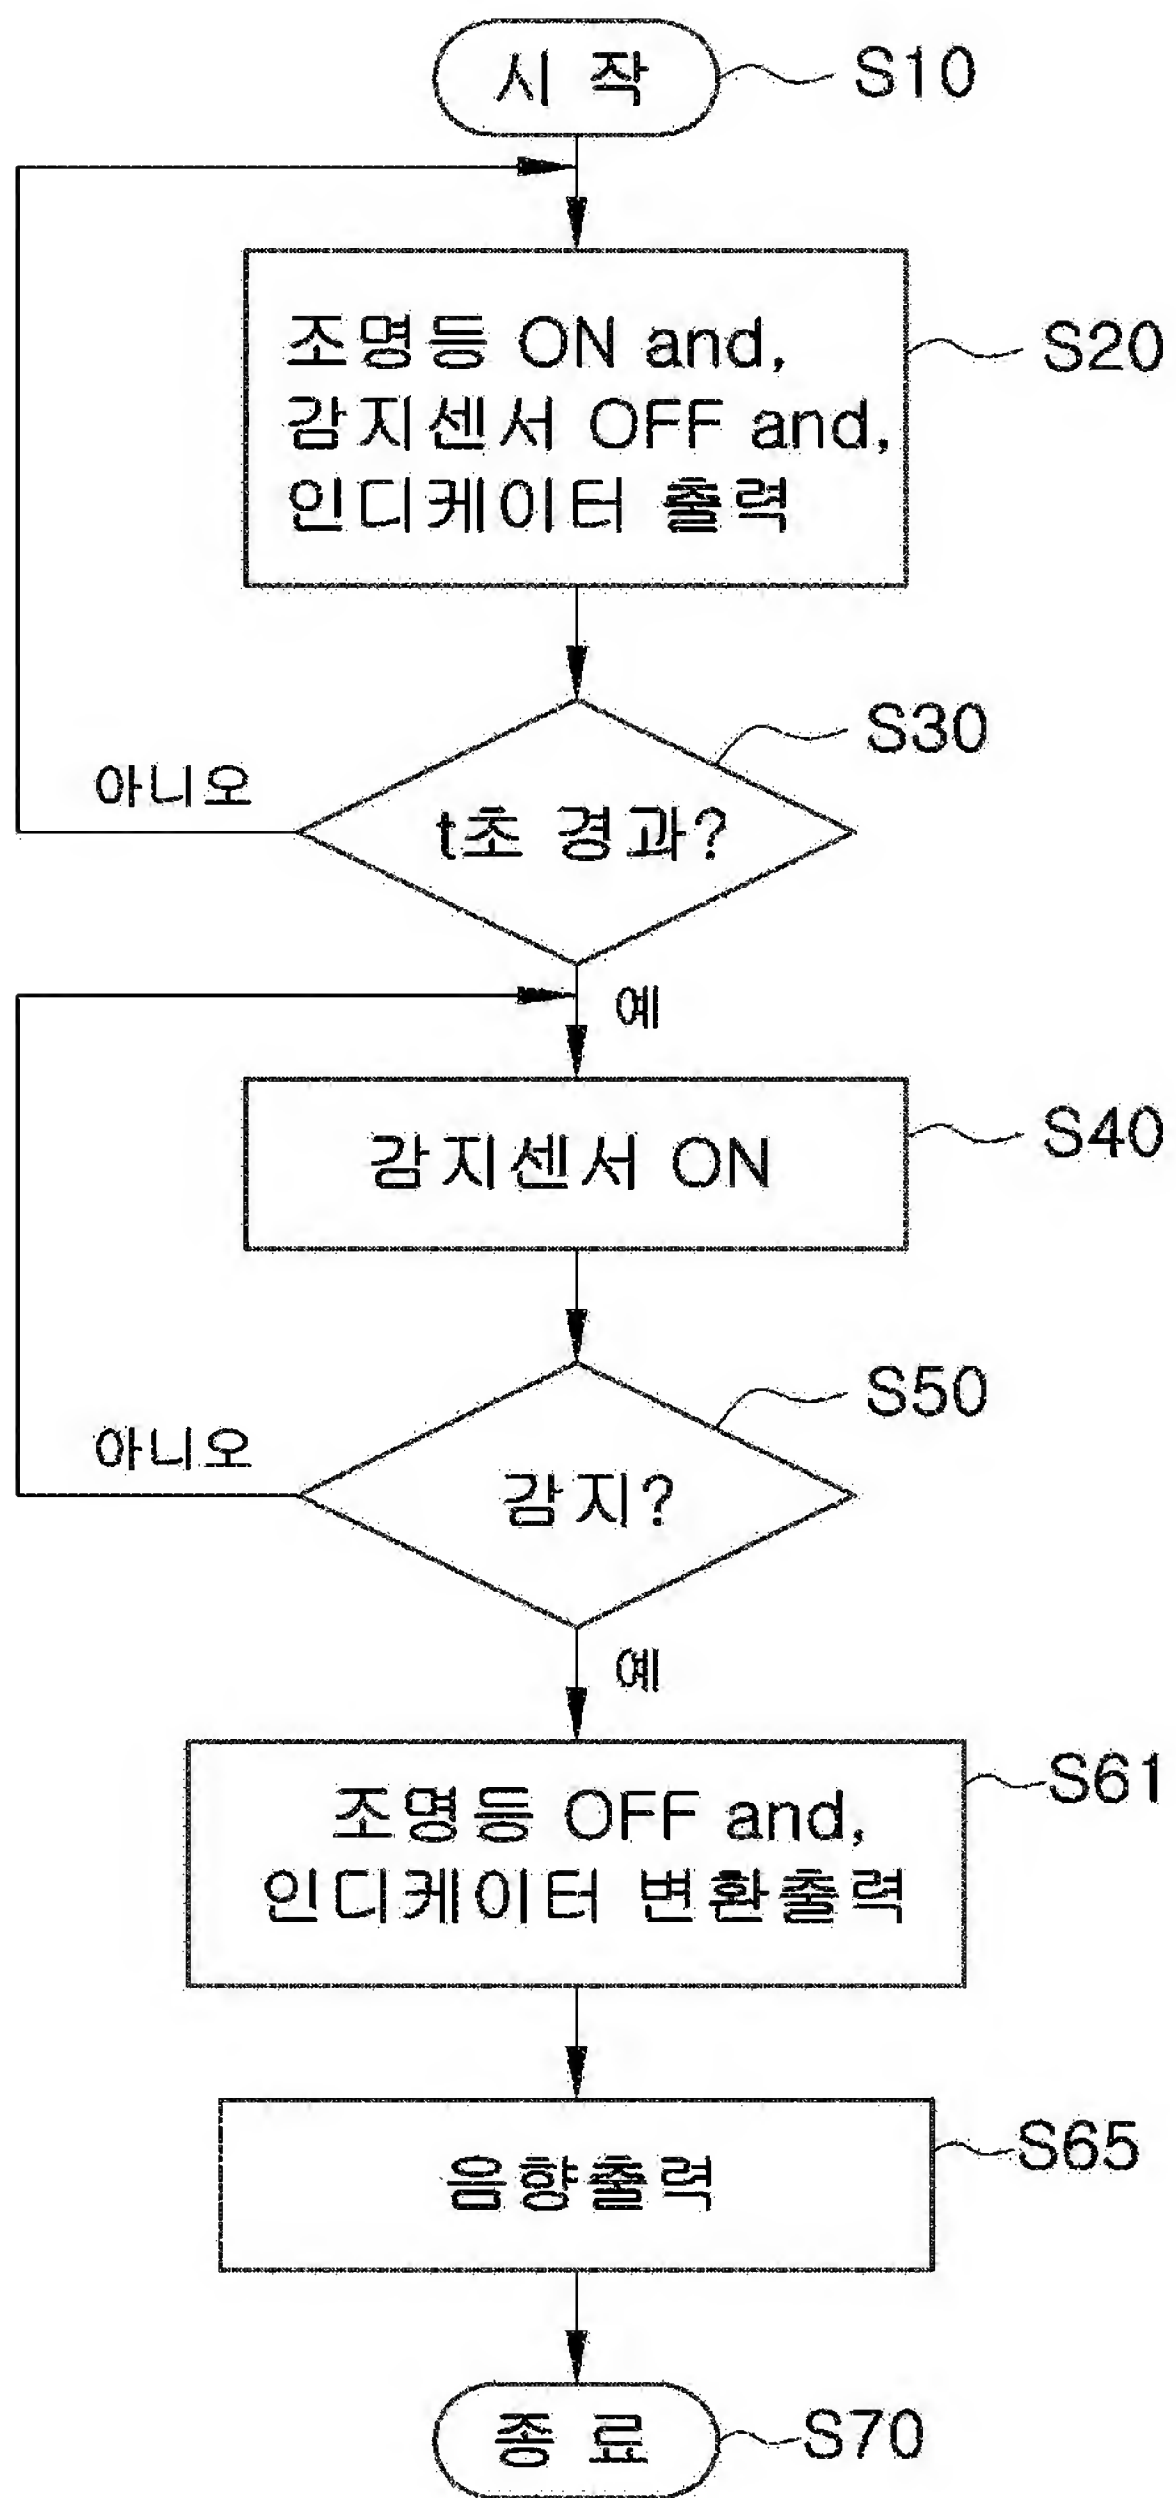 시 작
S10
조명등 ON and,
감지센서 OFF and,
인디케이터 출력
S20
S30
아니오
t초 경과?
예
감지센서 ON
S40
S50
아니오
감지?
예
S61
조명등 OFF and,
인디케이터 변환출력
S65
음향출력
종 료
S70